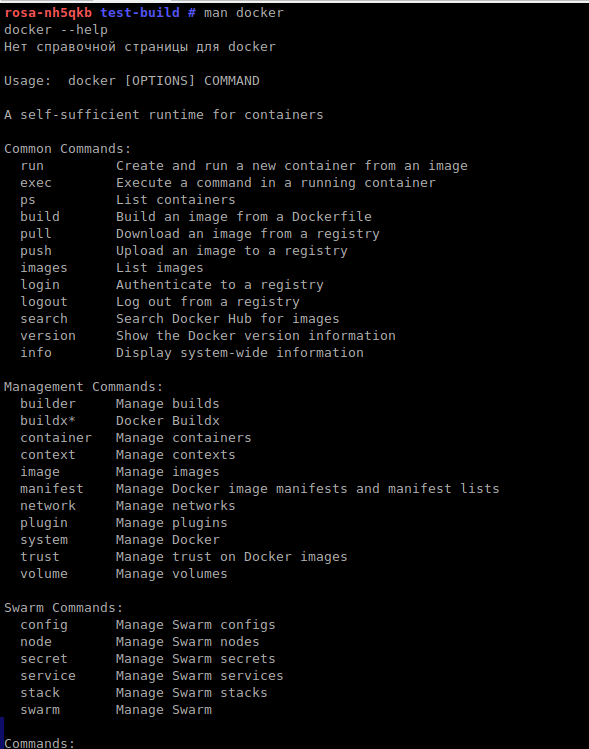 rosa-nh5qkb test-build # man docker
docker --help
Нет справочной страницы для docker
Usage:  docker [OPTIONS] COMMAND
A self-sufficient runtime for containers
Common Commands:
  run         Create and run a new container from an image
  exec        Execute a command in a running container
  ps          List containers
  build       Build an image from a Dockerfile
  pull        Download an image from a registry
  push        Upload an image to a registry
  images      List images
  login       Authenticate to a registry
  logout      Log out from a registry
  search      Search Docker Hub for images
  version     Show the Docker version information
  info        Display system-wide information
Management Commands:
  builder     Manage builds
  buildx*     Docker Buildx
  container   Manage containers
  context     Manage contexts
  image       Manage images
  manifest    Manage Docker image manifests and manifest lists
  network     Manage networks
  plugin      Manage plugins
  system      Manage Docker
  trust       Manage trust on Docker images
  volume      Manage volumes
Swarm Commands:
  config      Manage Swarm configs
  node        Manage Swarm nodes
  secret      Manage Swarm secrets
  service     Manage Swarm services
  stack       Manage Swarm stacks
  swarm       Manage Swarm
Commands: